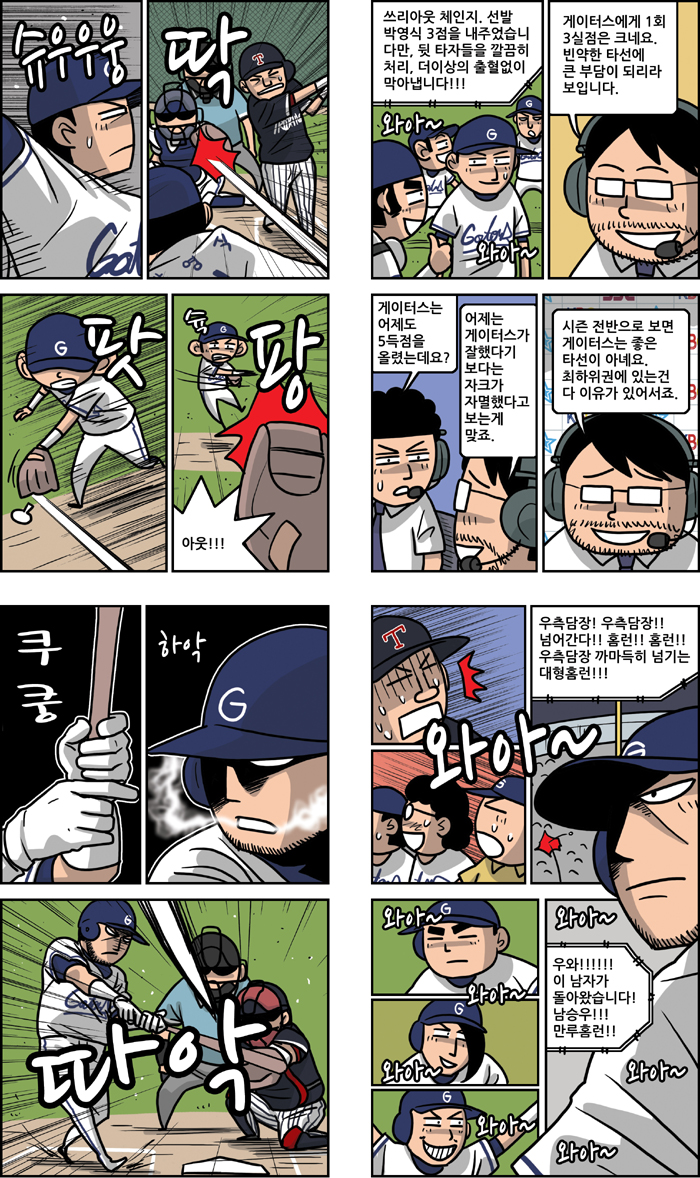 슈우우웅
딱
T
Gat
팟
G
슉
팡
아웃!!!
쓰리아웃 체인지. 선발
박영식 3점을 내주었습니
다만, 뒷 타자들을 깔끔히
처리, 더이상의 출혈없이
막아냅니다!!!
와아~
G
Gators
와아~
게이터스에게 1회
3실점은 크네요.
빈약한 타선에
큰 부담이 되리라
보입니다.
게이터스는
어제도
5득점을
올렸는데요?
어제는
게이터스가
잘했다기
보다는
자크가
자멸했다고
보는게
맞죠.
시즌 전반으로 보면
게이터스는 좋은
타선이 아네요.
최하위권에 있는건
다 이유가 있어서죠.
쿠
쿵
하악
G
G
따악
T
우측담장! 우측담장!!
넘어간다!! 홈런!! 홈런!!
우측담장 까마득히 넘기는
대형홈런!!!
와아~
G
와아~
G
와아~
G
와아~
G
와아~
와아~
우와!!!!!!
이 남자가
돌아왔습니다!
남승우!!!
만루홈런!!
와아~
와아~